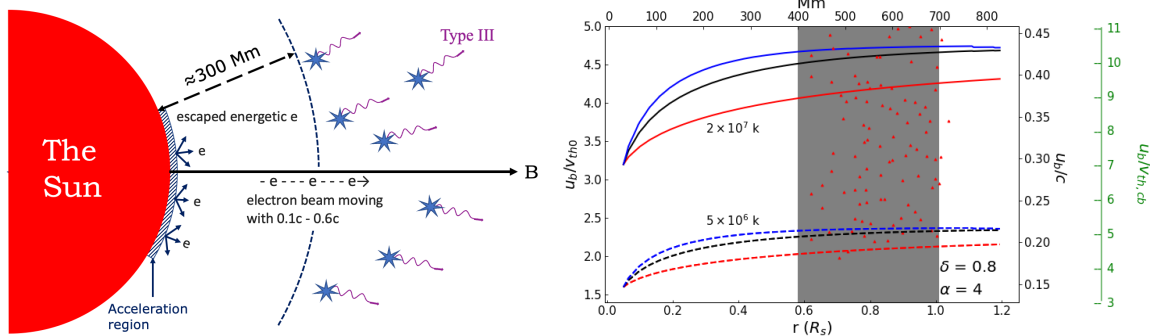 The
Sun
≈300 Mm
Type III
escaped energetic e
e
e
e
B
- e - - - - e - - - e→
electron beam moving
with 0.1c - 0.6c
Acceleration
region
Mm
0 100 200 300 400 500 600 700 800
5.0
4.5
4.0
3.5
3.0
2.5
2.0
1.5
u_b/v_th0
0.0 0.2 0.4 0.6 0.8 1.0 1.2
r (R_s)
2 × 10⁷ k
5 × 10⁶ k
δ = 0.8
α = 4
0.45
0.40
0.35
0.30
0.25
0.20
0.15
u_b/c
11
10
9
8
7
6
5
4
3
u_b/v_th,cb